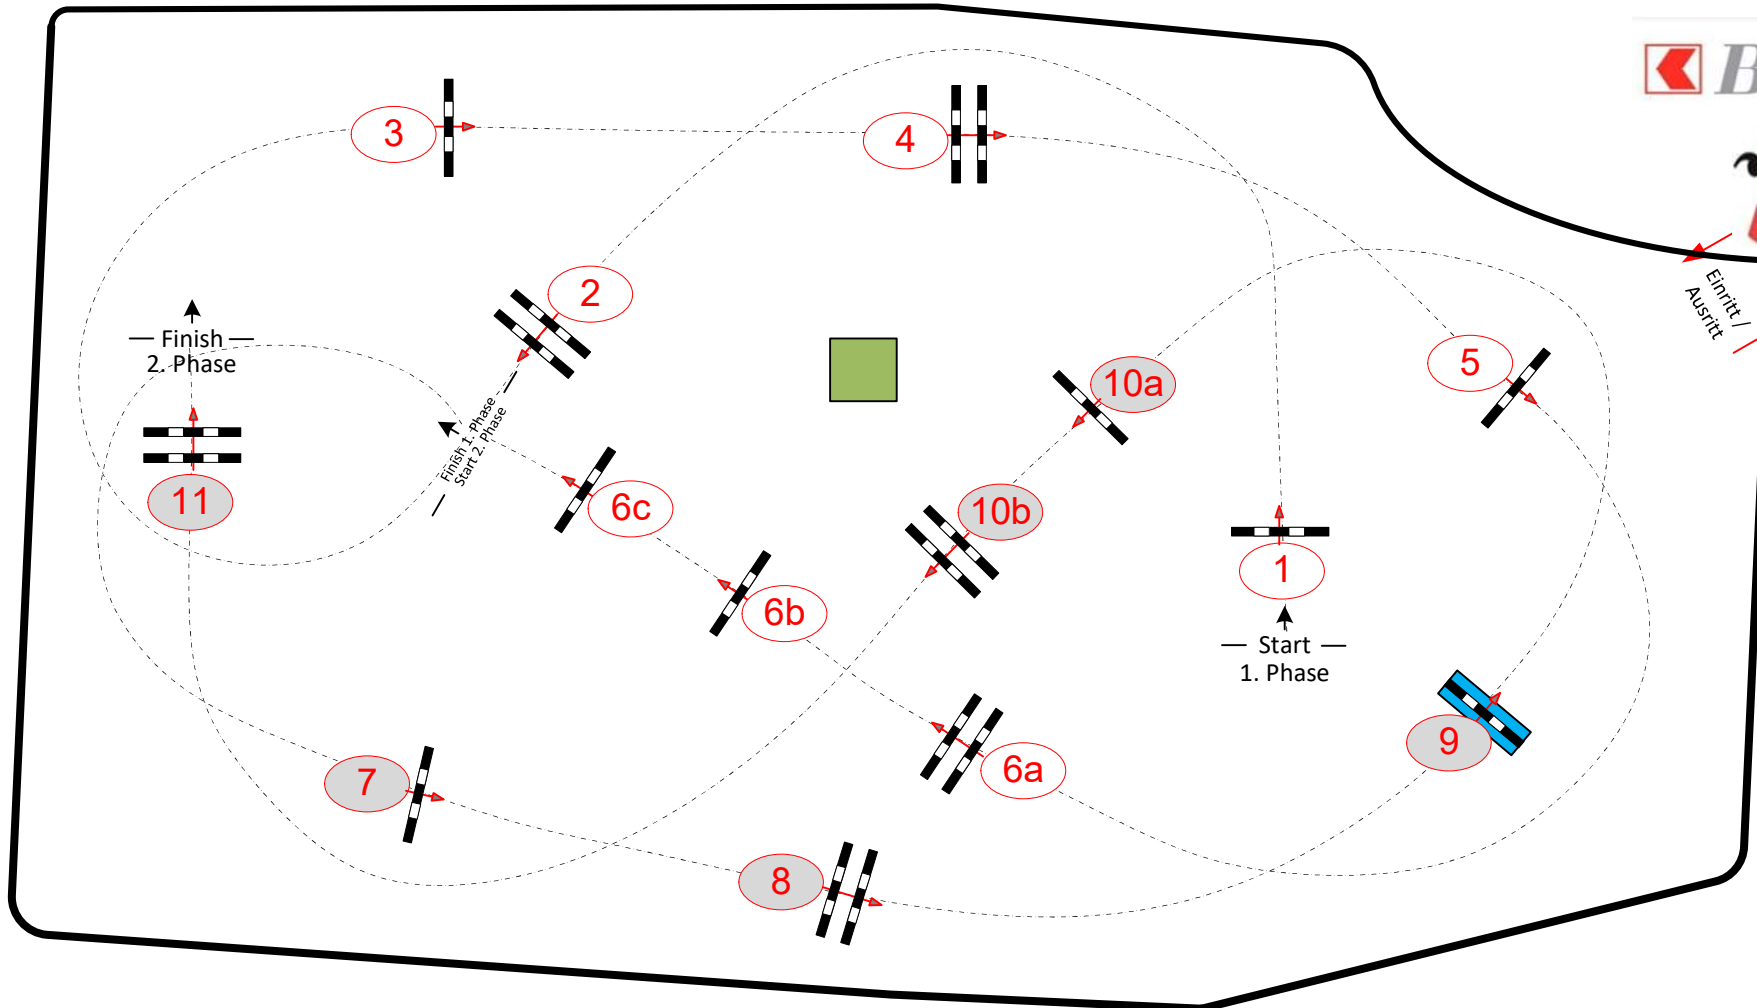 B
3
4
2
Einritt /
Ausritt
Finish
2. Phase
5
10a
Finish 1. Phase
Start 2. Phase
11
6c
10b
1
6b
Start
1. Phase
9
6a
7
8